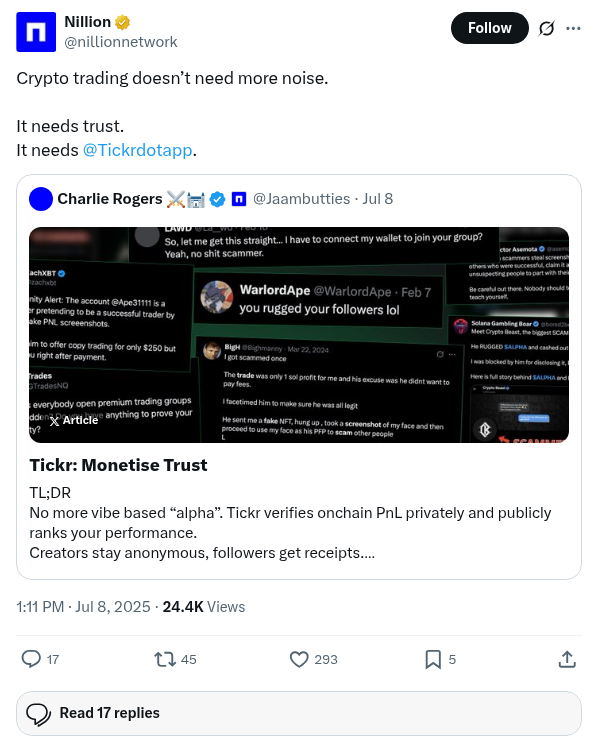 Nillion
@nillionnetwork
Follow
Crypto trading doesn't need more noise.
It needs trust.
It needs @Tickrdotapp.
Charlie Rogers @Jaambutties · Jul 8
LAWD
So, let me get this straight... I have to connect my wallet to join your group?
Yeah, no shit scammer.
achXBT
zachxbt
nity Alert: The account @Ape31111 is a
er pretending to be a successful trader by
ake PNL screeenshots.
im to offer copy trading for only $250 but
u right after payment.
Trades
GTradesNQ
everybody open premium trading groups
anything to prove your
ty?
WarlordApe @WarlordApe · Feb 7
you rugged your followers lol
BigH @Bighmanny · Mar 22, 2024
I got scammed once
The trade was only 1 sol profit for me and his excuse was he didnt want to
pay fees.
I facetimed him to make sure he was all legit
He sent me a fake NFT, hung up, took a screenshot of my face and then
proceed to use my face as his PFP to scam other people
L
ctor Asomota
scammers steal screensh
others who were successful, claim it a
unsuspecting people to part with thei
Be careful out there. Nobody should t
teach yourself.
Solana Gambling Boar
Meet Crypto Beast, the biggest SCAM
He RUGGED $ALPHA and cashed out
I was blocked by him for disclosing it, l
Here is full story behind $ALPHA and
Crypto Beast
Article
Tickr: Monetise Trust
TL;DR
No more vibe based “alpha”. Tickr verifies onchain PnL privately and publicly
ranks your performance.
Creators stay anonymous, followers get receipts....
1:11 PM · Jul 8, 2025 · 24.4K Views
17 45 293 5
Read 17 replies